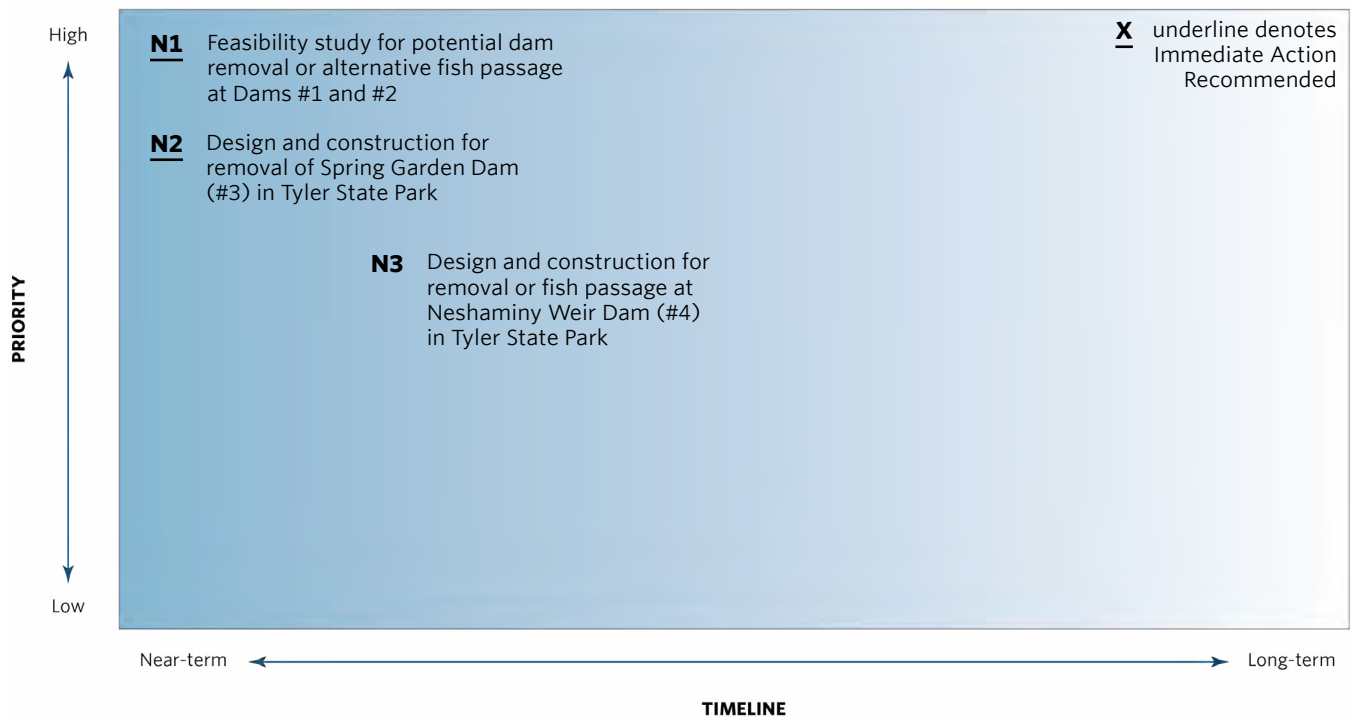 High
N1 Feasibility study for potential dam
removal or alternative fish passage
at Dams #1 and #2
X underline denotes
Immediate Action
Recommended
N2 Design and construction for
removal of Spring Garden Dam
(#3) in Tyler State Park
N3 Design and construction for
removal or fish passage at
Neshaminy Weir Dam (#4)
in Tyler State Park
PRIORITY
Low
Near-term
Long-term
TIMELINE